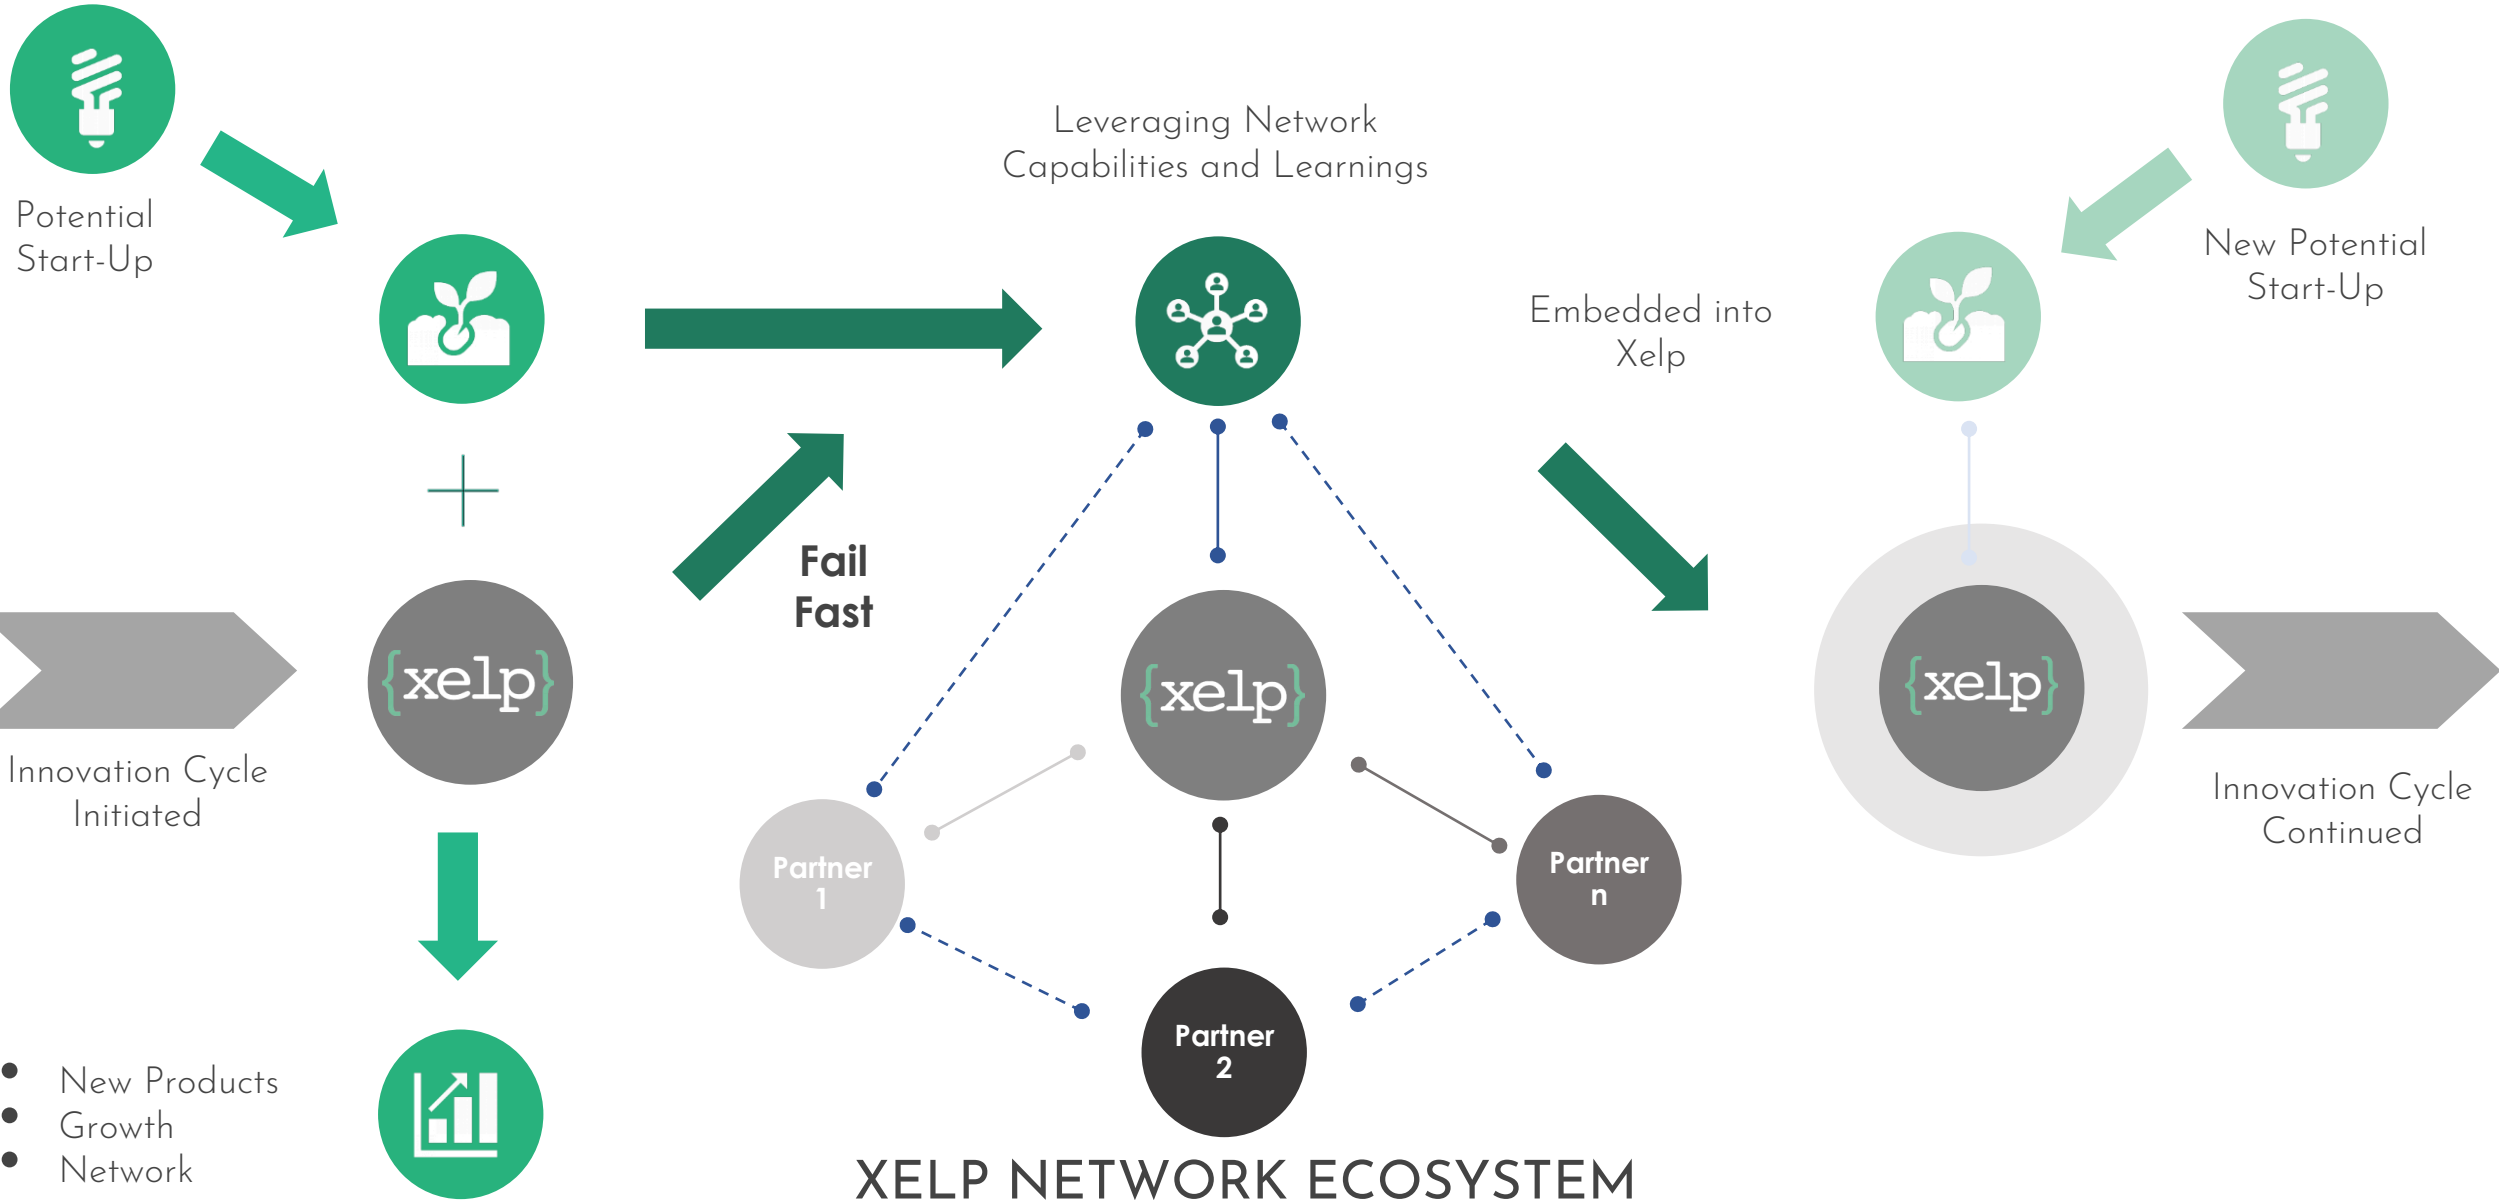 Potential
Start-Up
Leveraging Network
Capabilities and Learnings
New Potential
Start-Up
Embedded into
Xelp
Fail
Fast
{xelp}
{xelp}
{xelp}
Innovation Cycle
Initiated
Innovation Cycle
Continued
Partner
1
Partner
n
Partner
2
• New Products
• Growth
• Network
XELP NETWORK ECOSYSTEM